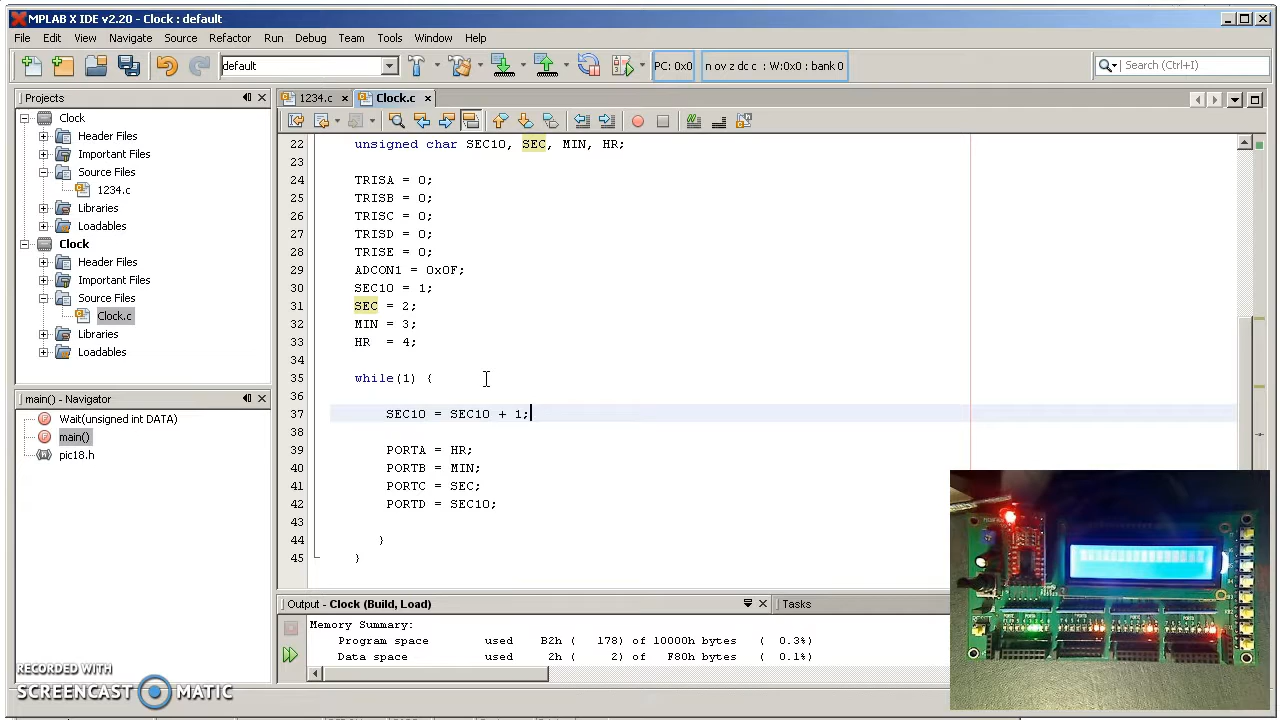 MPLAB X IDE v2.20 - Clock : default
File Edit View Navigate Source Refactor Run Debug Team Tools Window Help
default
PC: 0x0
n ov z dc c : W:0x0 : bank 0
Search (Ctrl+I)
Projects
Clock
Header Files
Important Files
Source Files
1234.c
Libraries
Loadables
Clock
Header Files
Important Files
Source Files
Clock.c
Libraries
Loadables
main() - Navigator
Wait(unsigned int DATA)
main()
pic18.h
1234.c
Clock.c
22 unsigned char SEC10, SEC, MIN, HR;
23
24 TRISA = 0;
25 TRISB = 0;
26 TRISC = 0;
27 TRISD = 0;
28 TRISE = 0;
29 ADCON1 = 0x0F;
30 SEC10 = 1;
31 SEC = 2;
32 MIN = 3;
33 HR = 4;
34
35 while(1) {
36
37 SEC10 = SEC10 + 1;
38
39 PORTA = HR;
40 PORTB = MIN;
41 PORTC = SEC;
42 PORTD = SEC10;
43
44 }
45 }
Output - Clock (Build, Load)
Tasks
Memory Summary:
Program space used B2h ( 178) of 10000h bytes ( 0.3%)
Data space used 2h ( 2) of F80h bytes ( 0.1%)
RECORDED WITH
SCREENCAST MATIC